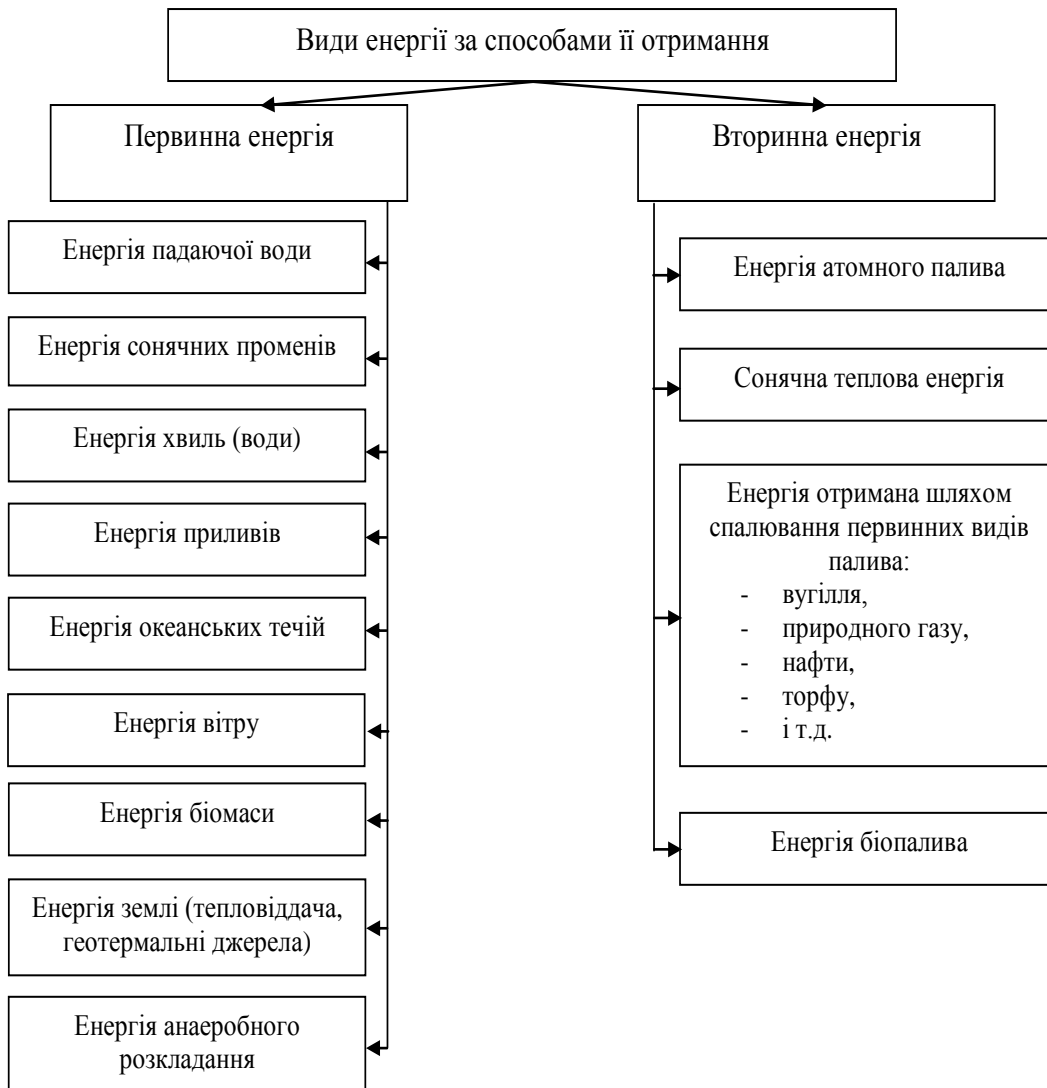 Види енергії за способами її отримання
Первинна енергія
Енергія падаючої води
Енергія сонячних променів
Енергія хвиль (води)
Енергія приливів
Енергія океанських течій
Енергія вітру
Енергія біомаси
Енергія землі (тепловіддача,
геотермальні джерела)
Енергія анаеробного
розкладання
Вторинна енергія
Енергія атомного палива
Сонячна теплова енергія
Енергія отримана шляхом
спалювання первинних видів
палива:
- вугілля,
- природного газу,
- нафти,
- торфу,
- і т.д.
Енергія біопалива